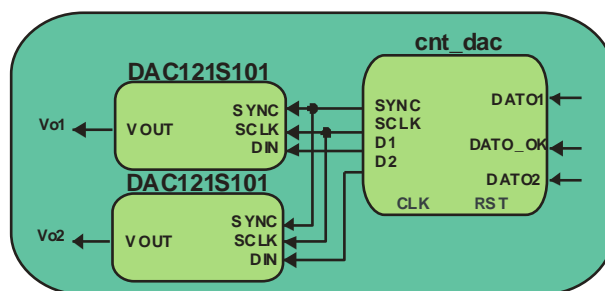 cnt_dac
DAC121S101
Vo1
VOUT
SYNC
SCLK
DIN
SYNC
SCLK
D1
D2
CLK
RST
DATO1
DATO_OK
DATO2
DAC121S101
Vo2
VOUT
SYNC
SCLK
DIN